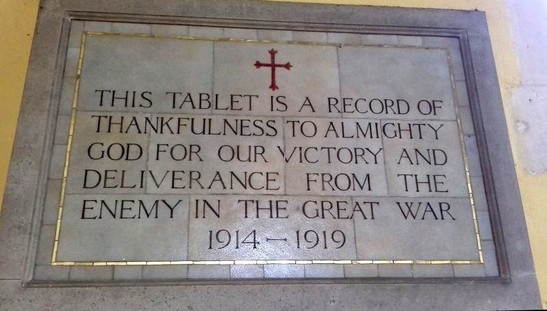 THIS TABLET IS A RECORD OF
THANKFULNESS TO ALMIGHTY
GOD FOR OUR VICTORY AND
DELIVERANCE FROM THE
ENEMY IN THE GREAT WAR
1914 — 1919